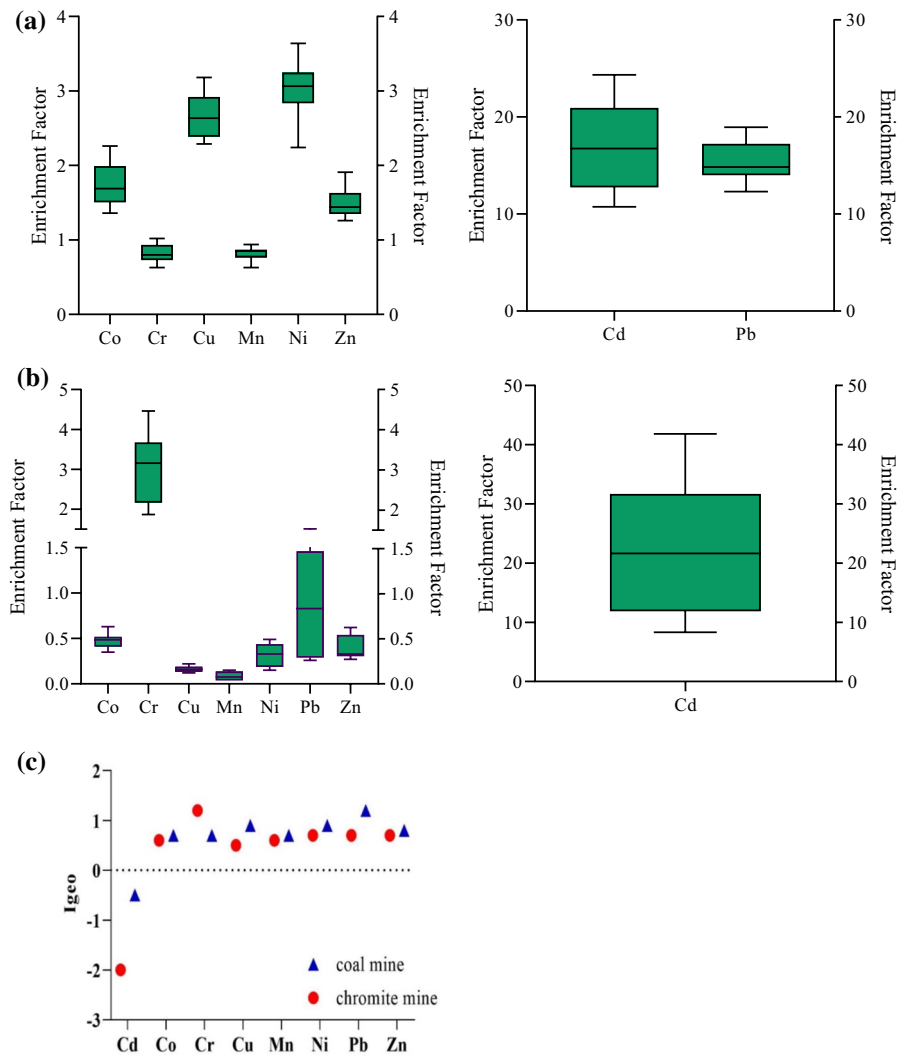 (a)
Enrichment Factor
4
3
2
1
0
Co Cr Cu Mn Ni Zn
4
3
2
1
0
Enrichment Factor
Enrichment Factor
30
20
10
0
Cd Pb
30
20
10
0
Enrichment Factor
(b)
Enrichment Factor
5
4
3
2
1.5
1.0
0.5
0.0
Co Cr Cu Mn Ni Pb Zn
5
4
3
2
1.5
1.0
0.5
0.0
Enrichment Factor
Enrichment Factor
50
40
30
20
10
0
Cd
50
40
30
20
10
0
Enrichment Factor
(c)
Igeo
2
1
0
-1
-2
-3
coal mine
chromite mine
Cd Co Cr Cu Mn Ni Pb Zn